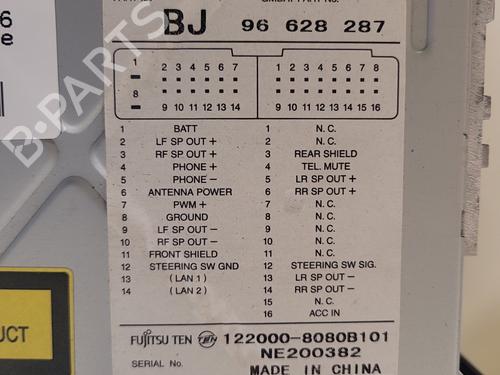 BJ 96 628 287
6
e
1 2 3 4 5 6 7 1 2 3 4 5 6 7 8
8 9 10 11 12 13 14 9 10 11 12 13 14 15 16
1 BATT 1 N.C.
2 LF SP OUT + 2 N.C.
3 RF SP OUT + 3 REAR SHIELD
4 PHONE + 4 TEL. MUTE
5 PHONE − 5 LR SP OUT +
6 ANTENNA POWER 6 RR SP OUT +
7 PWM + 7 N.C.
8 GROUND 8 N.C.
9 LF SP OUT − 9 N.C.
10 RF SP OUT − 10 N.C.
11 FRONT SHIELD 11 N.C.
12 STEERING SW GND 12 STEERING SW SIG.
13 ( LAN 1 ) 13 LR SP OUT −
14 ( LAN 2 ) 14 RR SP OUT −
15 N.C.
16 ACC IN
UCT
FUJITSU TEN TEN 122000-8080B101
NE200382
SERIAL No. MADE IN CHINA
B-PARTS